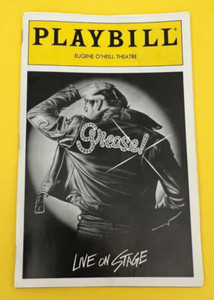 PLAYBILL
EUGENE O'NEILL THEATRE
Grease!
LIVE ON STAGE